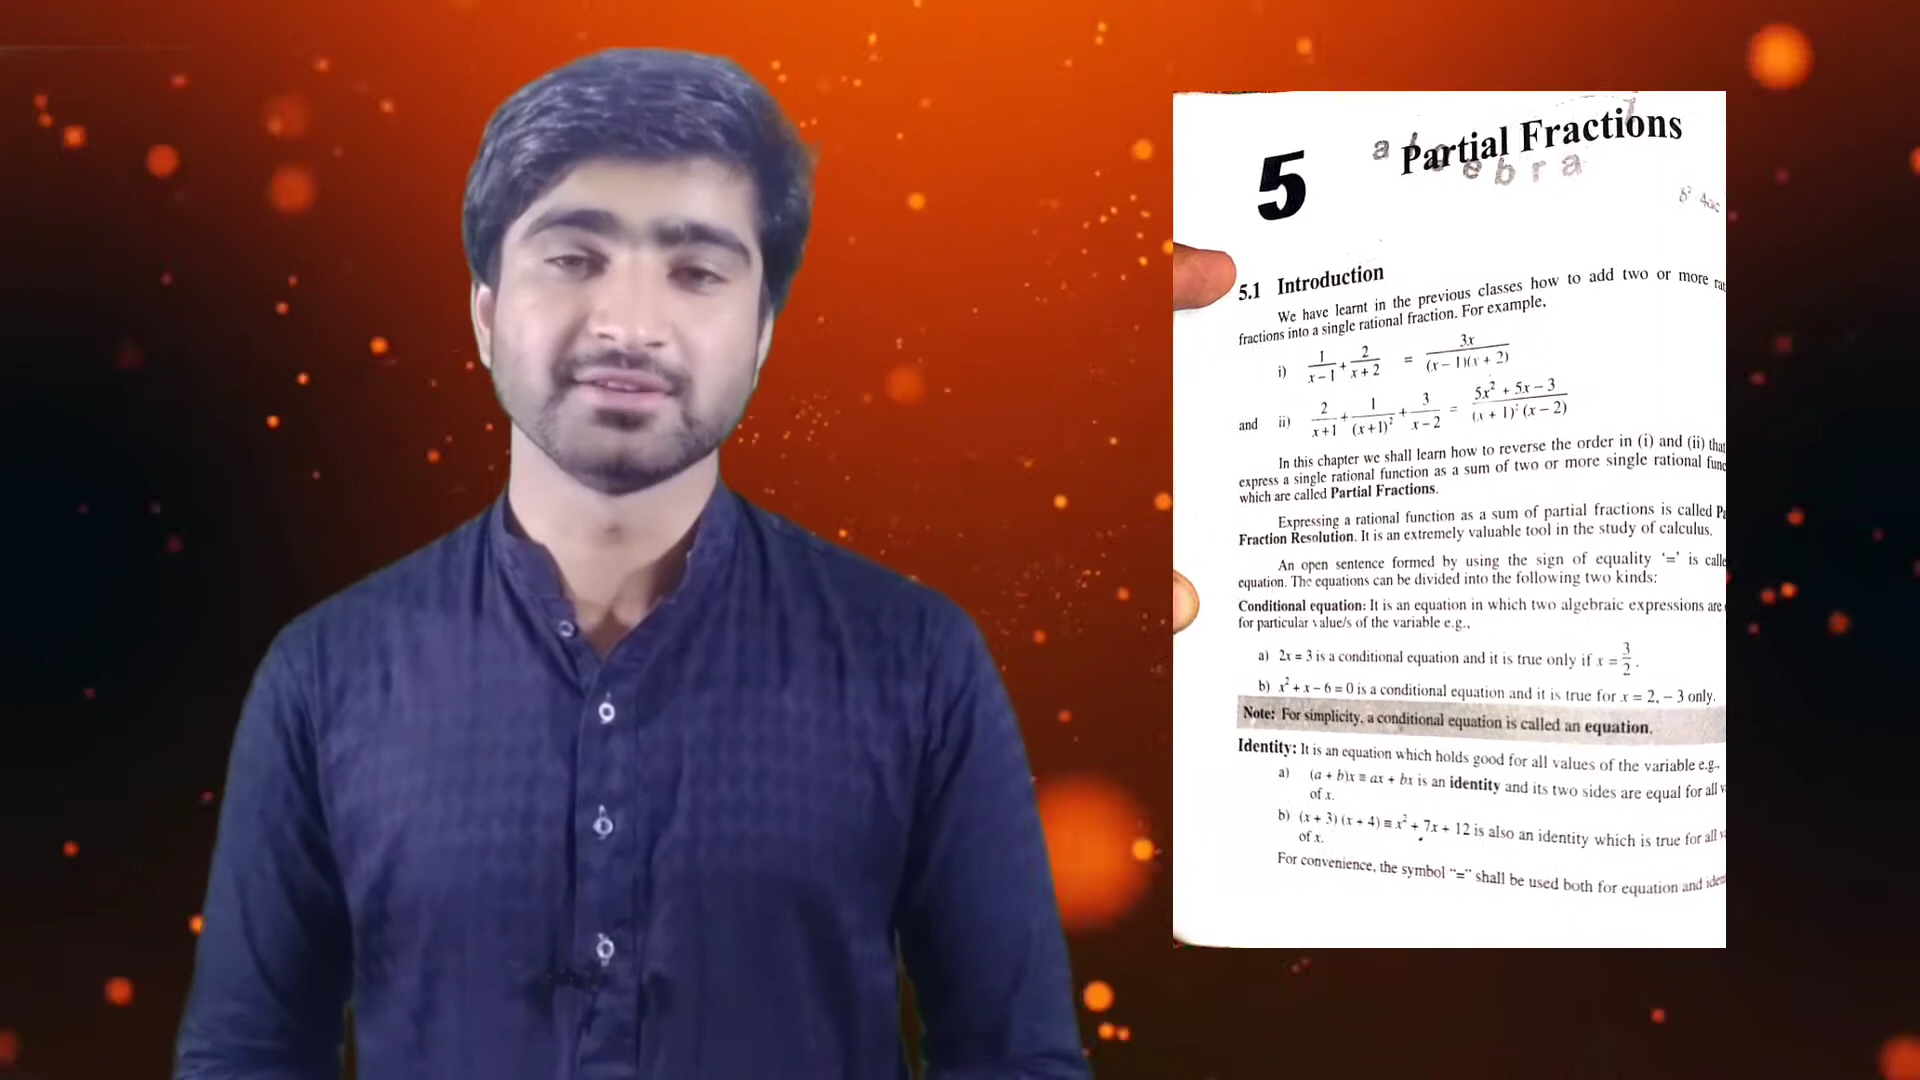 5
Partial Fractions
algebra
b² 4ac
5.1 Introduction
We have learnt in the previous classes how to add two or more
fractions into a single rational fraction. For example,
i) 1/(x – 1) + 2/(x + 2) = 3x/((x – 1)(x + 2))
and ii) 2/(x+1) + 1/(x+1)² + 3/(x – 2) = (5x² + 5x – 3)/((x + 1)² (x – 2))
In this chapter we shall learn how to reverse the order in (i) and (ii) that
express a single rational function as a sum of two or more single rational func
which are called Partial Fractions.
Expressing a rational function as a sum of partial fractions is called
Fraction Resolution. It is an extremely valuable tool in the study of calculus.
An open sentence formed by using the sign of equality ‘=’ is calle
equation. The equations can be divided into the following two kinds:
Conditional equation: It is an equation in which two algebraic expressions are
for particular value/s of the variable e.g.,
a) 2x = 3 is a conditional equation and it is true only if x = 3/2 .
b) x² + x – 6 = 0 is a conditional equation and it is true for x = 2, – 3 only.
Note: For simplicity, a conditional equation is called an equation.
Identity: It is an equation which holds good for all values of the variable e.g.,
a) (a + b)x ≡ ax + bx is an identity and its two sides are equal for all
of x.
b) (x + 3) (x + 4) ≡ x² + 7x + 12 is also an identity which is true for all
of x.
For convenience, the symbol “=” shall be used both for equation and iden